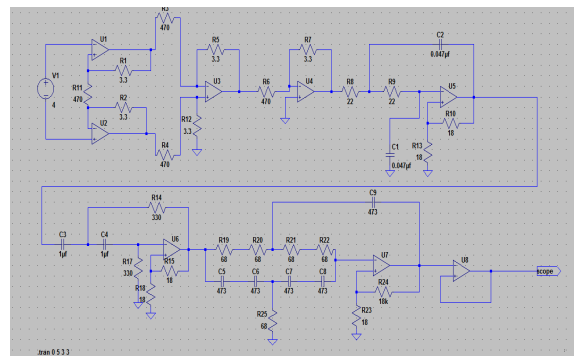 R3
470
R5
3.3
R7
3.3
C2
0.047µf
U1
R1
3.3
V1
4
R11
470
R2
3.3
U2
R4
470
U3
R12
3.3
R6
470
U4
R8
22
R9
22
U5
R10
18
R13
18
C1
0.047µf
R14
330
C3
1µf
C4
1µf
R17
330
U6
R15
18
R18
18
C9
473
R19
68
R20
68
R21
68
R22
68
C5
473
C6
473
C7
473
C8
473
R25
68
U7
R24
18k
R23
18
U8
scope
.tran 0 5 3 3